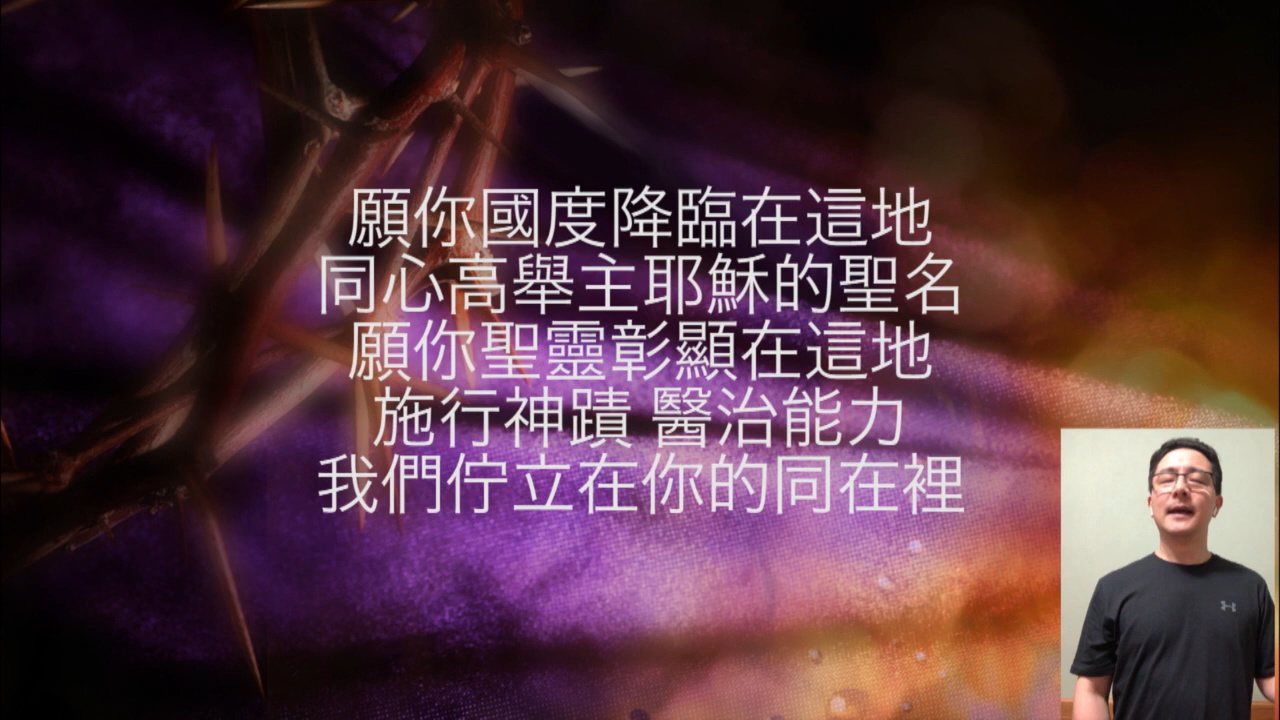 願你國度降臨在這地
同心高舉主耶穌的聖名
願你聖靈彰顯在這地
施行神蹟 醫治能力
我們佇立在你的同在裡